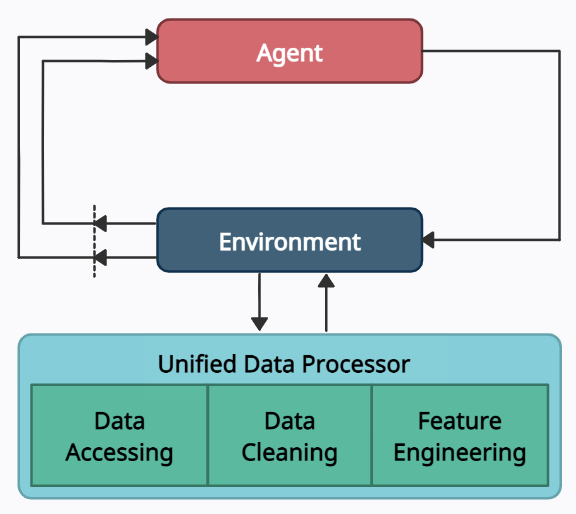 Agent
Environment
Unified Data Processor
Data
Accessing
Data
Cleaning
Feature
Engineering